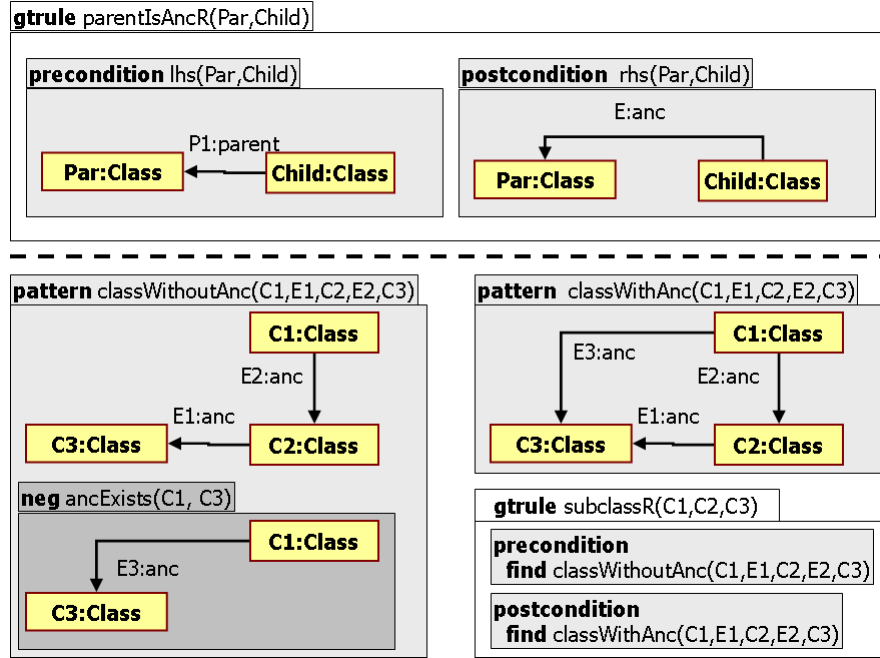 gtrule parentIsAncR(Par,Child)
precondition lhs(Par,Child)
P1:parent
Par:Class
Child:Class
postcondition rhs(Par,Child)
E:anc
Par:Class
Child:Class
pattern classWithoutAnc(C1,E1,C2,E2,C3)
C1:Class
E2:anc
E1:anc
C3:Class
C2:Class
neg ancExists(C1, C3)
C1:Class
E3:anc
C3:Class
pattern classWithAnc(C1,E1,C2,E2,C3)
C1:Class
E3:anc
E2:anc
E1:anc
C3:Class
C2:Class
gtrule subclassR(C1,C2,C3)
precondition
find classWithoutAnc(C1,E1,C2,E2,C3)
postcondition
find classWithAnc(C1,E1,C2,E2,C3)